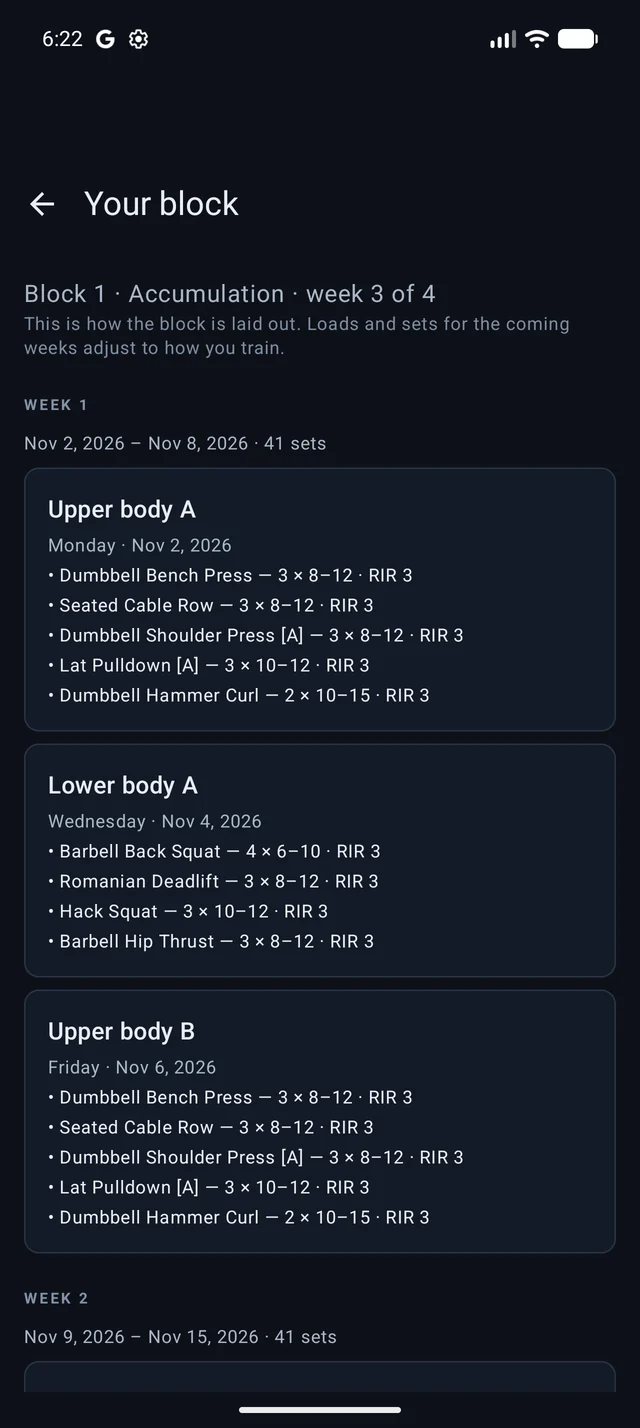 6:22
Your block
Block 1 · Accumulation · week 3 of 4
This is how the block is laid out. Loads and sets for the coming
weeks adjust to how you train.
WEEK 1
Nov 2, 2026 – Nov 8, 2026 · 41 sets
Upper body A
Monday · Nov 2, 2026
• Dumbbell Bench Press — 3 × 8–12 · RIR 3
• Seated Cable Row — 3 × 8–12 · RIR 3
• Dumbbell Shoulder Press [A] — 3 × 8–12 · RIR 3
• Lat Pulldown [A] — 3 × 10–12 · RIR 3
• Dumbbell Hammer Curl — 2 × 10–15 · RIR 3
Lower body A
Wednesday · Nov 4, 2026
• Barbell Back Squat — 4 × 6–10 · RIR 3
• Romanian Deadlift — 3 × 8–12 · RIR 3
• Hack Squat — 3 × 10–12 · RIR 3
• Barbell Hip Thrust — 3 × 8–12 · RIR 3
Upper body B
Friday · Nov 6, 2026
• Dumbbell Bench Press — 3 × 8–12 · RIR 3
• Seated Cable Row — 3 × 8–12 · RIR 3
• Dumbbell Shoulder Press [A] — 3 × 8–12 · RIR 3
• Lat Pulldown [A] — 3 × 10–12 · RIR 3
• Dumbbell Hammer Curl — 2 × 10–15 · RIR 3
WEEK 2
Nov 9, 2026 – Nov 15, 2026 · 41 sets